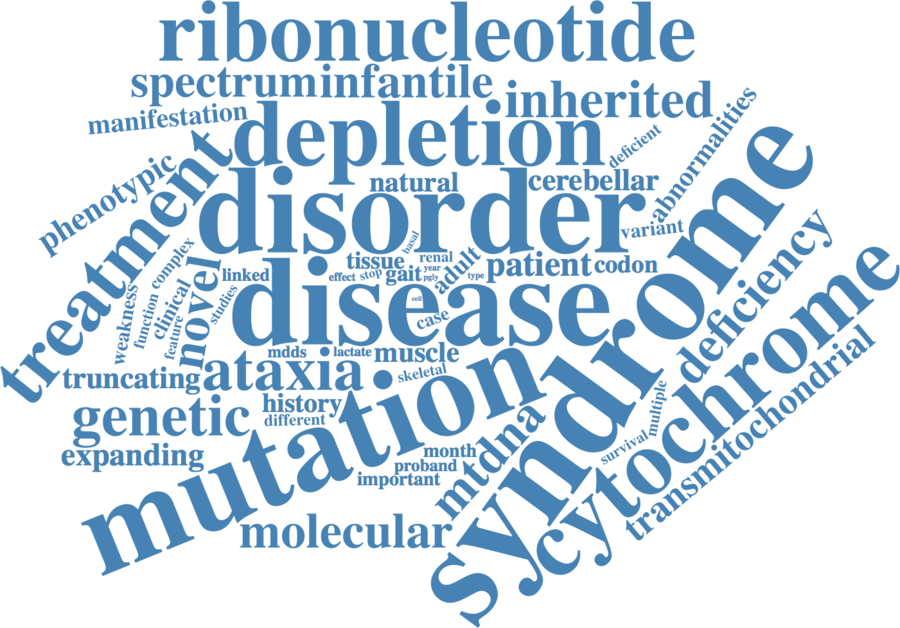 ribonucleotide
spectrum infantile
inherited
manifestation
depletion
deficient
abnormalities
phenotypic
treatment
natural
cerebellar
disorder
variant
syndrome
basal
tissue
renal
adult
patient codon
linked
effect stop gait year pgly type
complex
function
clinical
feature
weakness
novel
studies
disease
cell
case
deficiency
mdds lactate muscle
truncating ataxia
skeletal
cytochrome
genetic
history
different
mutation
multiple
survival
transmitochondrial
expanding
month
proband
important
mtdna
molecular